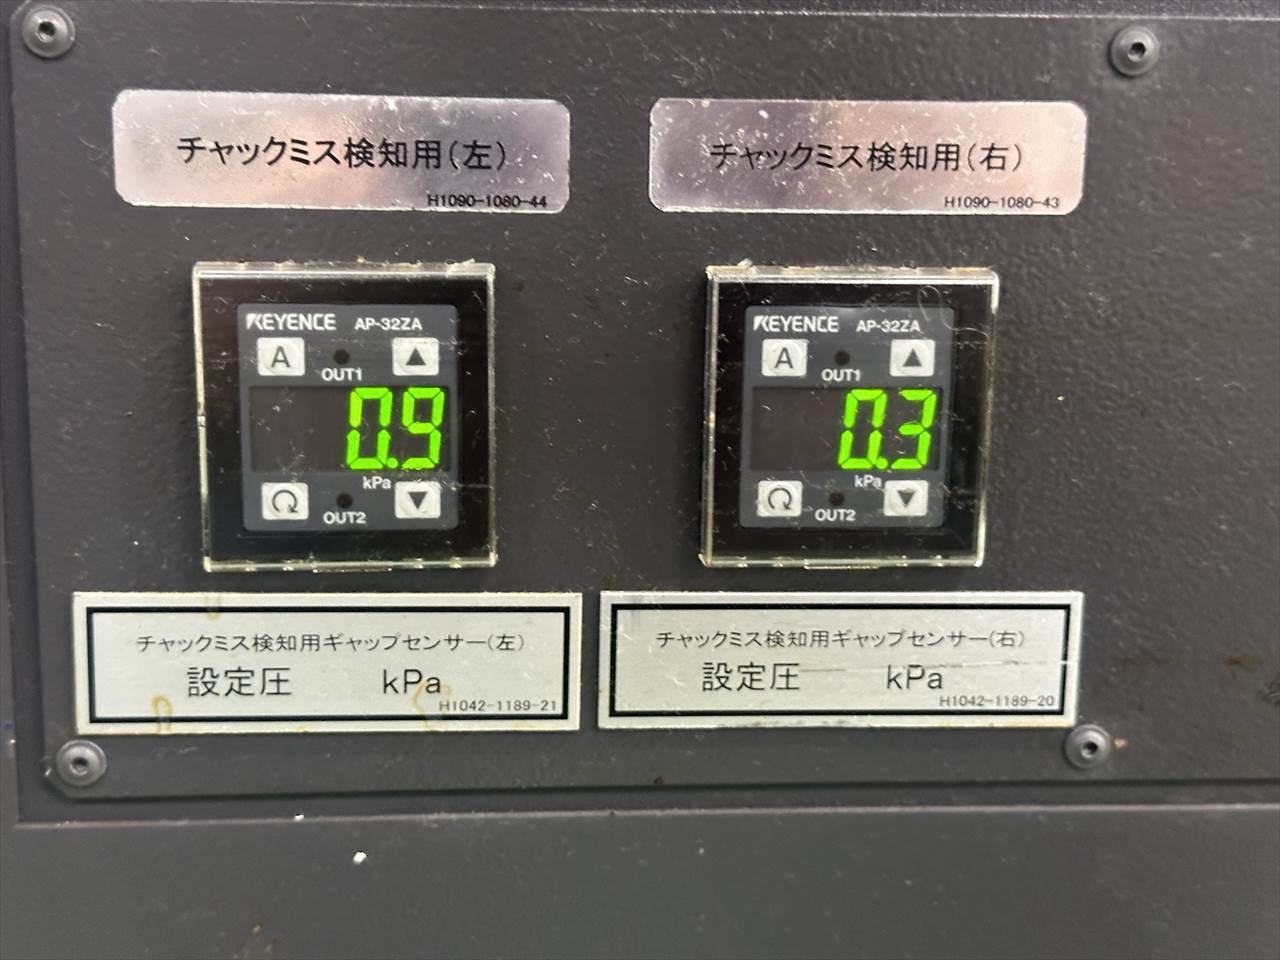 チャックミス検知用(左)
H1090-1080-44
チャックミス検知用(右)
H1090-1080-43
KEYENCE AP-32ZA
A
OUT1
0.9
kPa
OUT2
KEYENCE AP-32ZA
A
OUT1
0.3
kPa
OUT2
チャックミス検知用ギャップセンサー(左)
設定圧 kPa
H1042-1189-21
チャックミス検知用ギャップセンサー(右)
設定圧 kPa
H1042-1189-20